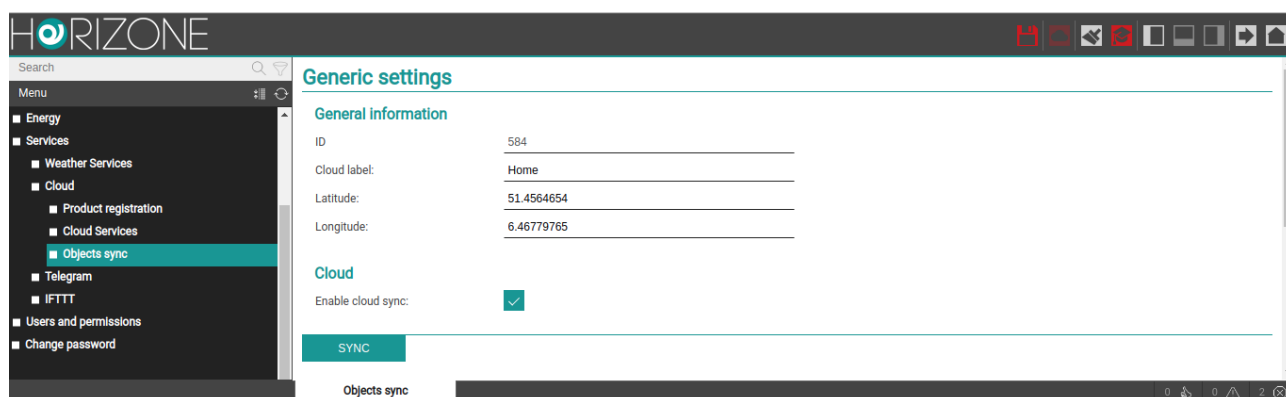 HORIZONE
Search
Menu
Energy
Services
Weather Services
Cloud
Product registration
Cloud Services
Objects sync
Telegram
IFTTT
Users and permissions
Change password
Generic settings
General information
ID 584
Cloud label: Home
Latitude: 51.4564654
Longitude: 6.46779765
Cloud
Enable cloud sync:
SYNC
Objects sync
0 0 2